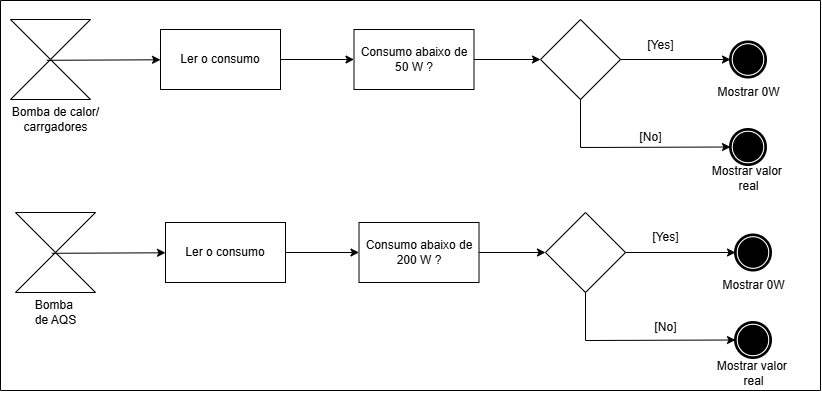 Ler o consumo
Consumo abaixo de
50 W ?
[Yes]
Mostrar 0W
Bomba de calor/
carrgadores
[No]
Mostrar valor
real
Ler o consumo
Consumo abaixo de
200 W ?
[Yes]
Mostrar 0W
Bomba
de AQS
[No]
Mostrar valor
real